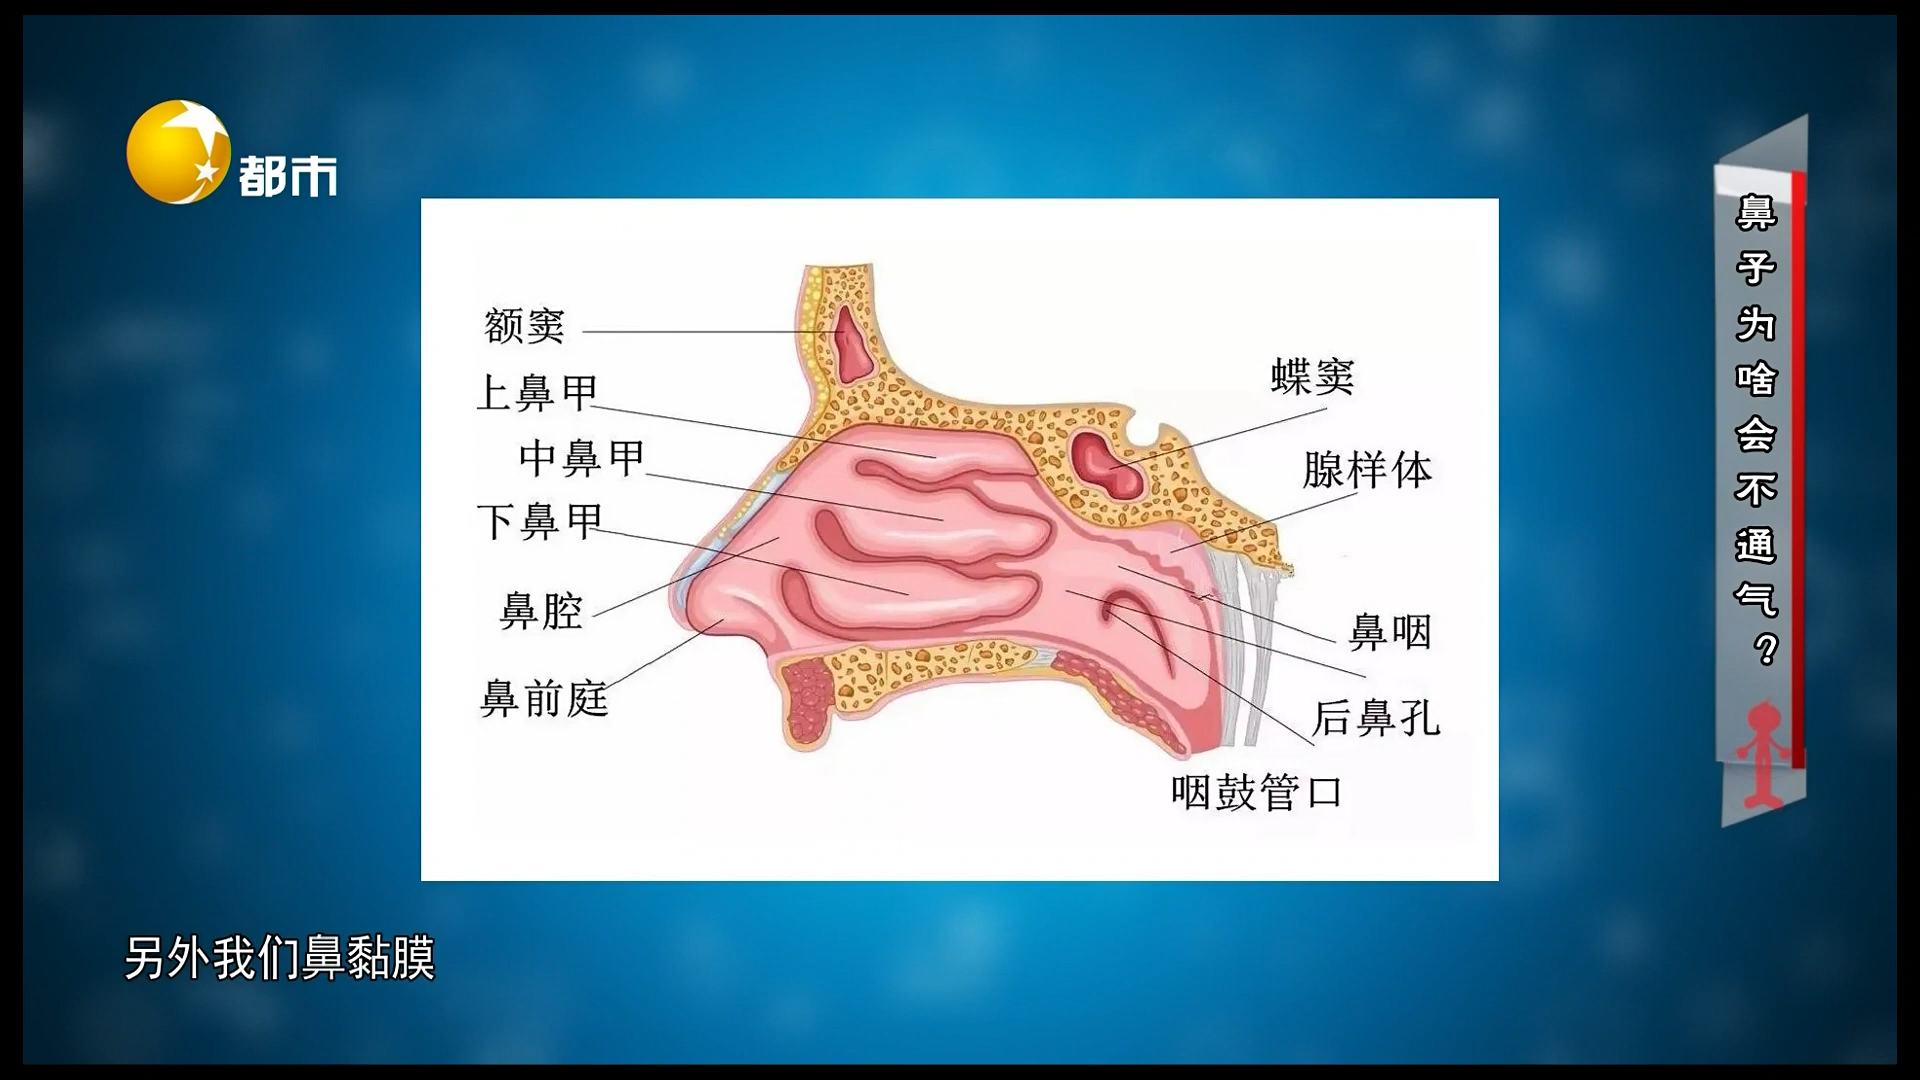 都市
额窦
上鼻甲
中鼻甲
下鼻甲
鼻腔
鼻前庭
蝶窦
腺样体
鼻咽
后鼻孔
咽鼓管口
鼻子为啥会不通气？
另外我们鼻黏膜